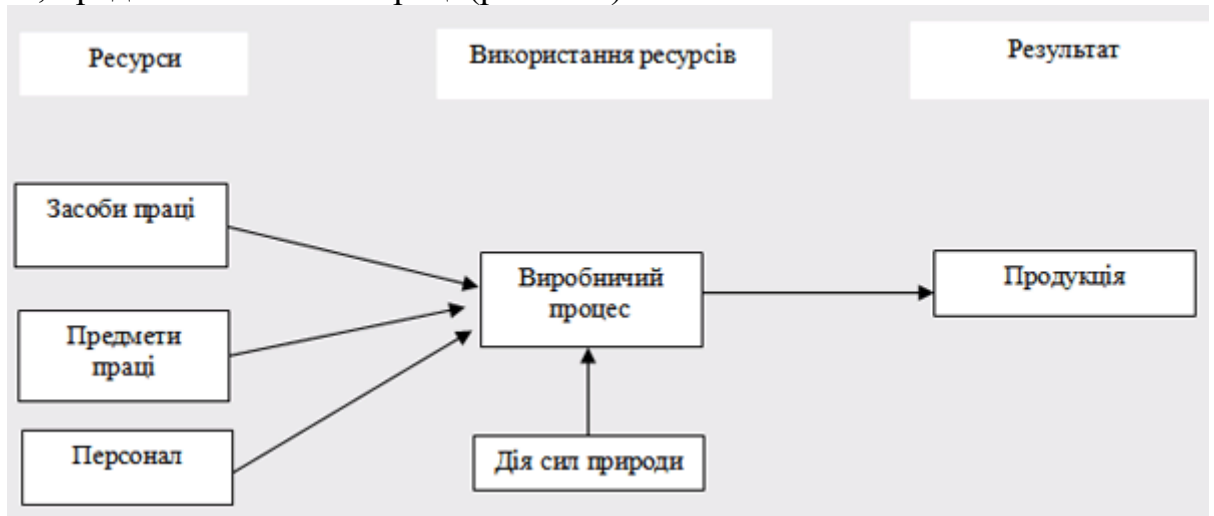 Ресурси
Використання ресурсів
Результат
Засоби праці
Предмети
праці
Персонал
Виробничий
процес
Дія сил природи
Продукція